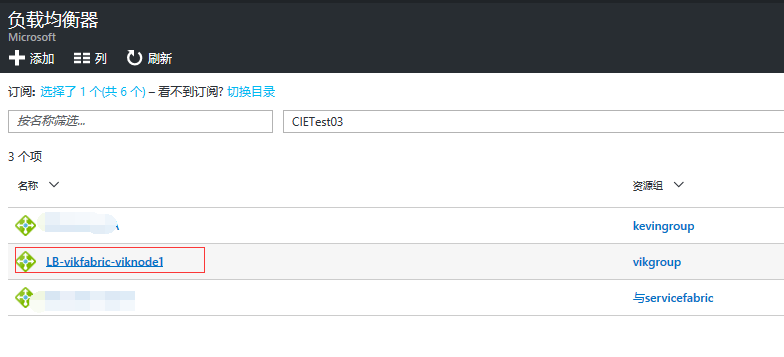 负载均衡器
Microsoft
添加 列 刷新
订阅: 选择了 1 个(共 6 个) – 看不到订阅? 切换目录
按名称筛选... CIETest03
3 个项
名称 资源组
kevingroup
LB-vikfabric-viknode1 vikgroup
与servicefabric